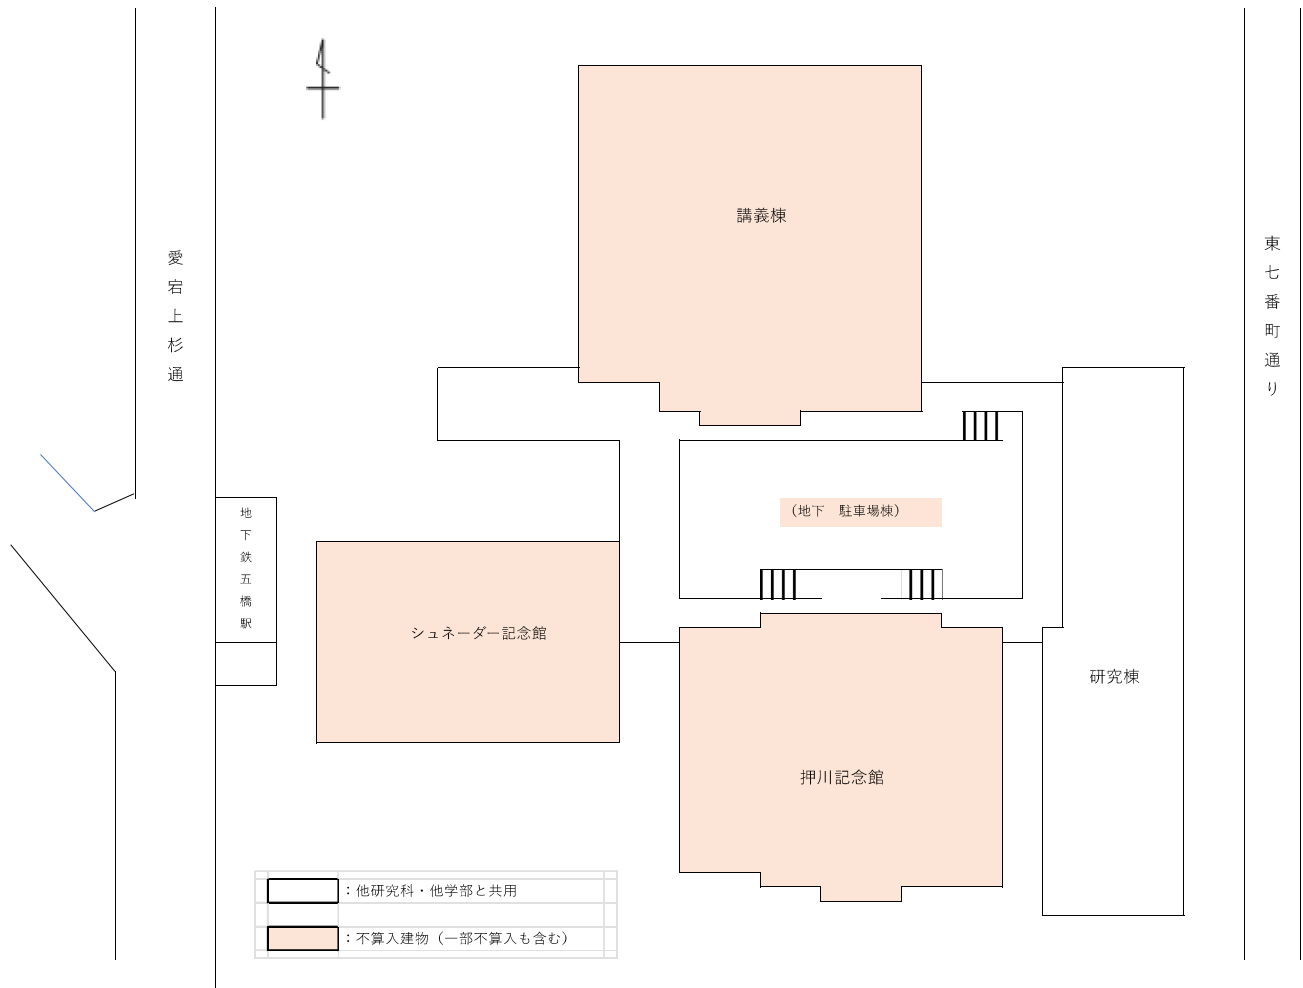 講義棟
愛宕上杉通
東七番町通り
（地下　駐車場棟）
地下鉄五橋駅
シュネーダー記念館
研究棟
押川記念館
：他研究科・他学部と共用
：不算入建物（一部不算入も含む）